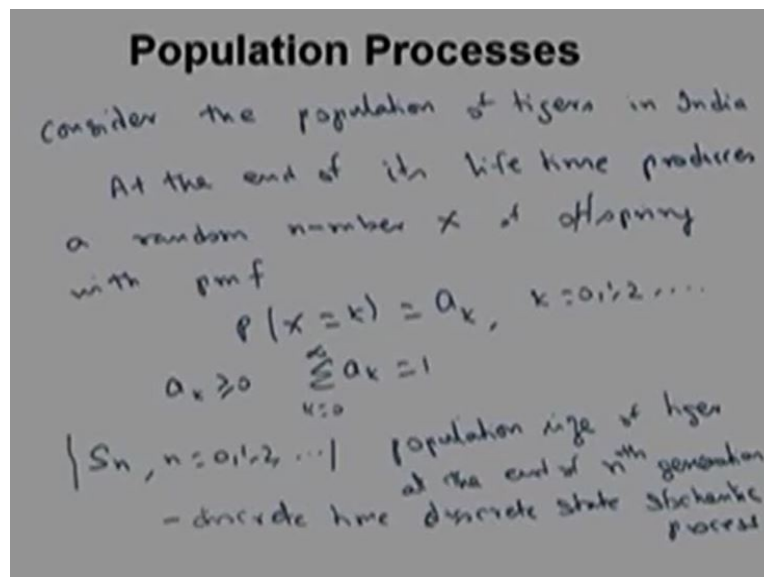 Population Processes
Consider the population of tigers in India
At the end of its life time produces
a random number X of offspring
with pmf
P(X=k) = a_k, k=0,1,2,....
a_k ≥ 0 ∑_{k=0}^{∞} a_k = 1
{S_n, n=0,1,2,...} population size of tiger
at the end of nth generation
- discrete time discrete state stochastic
process